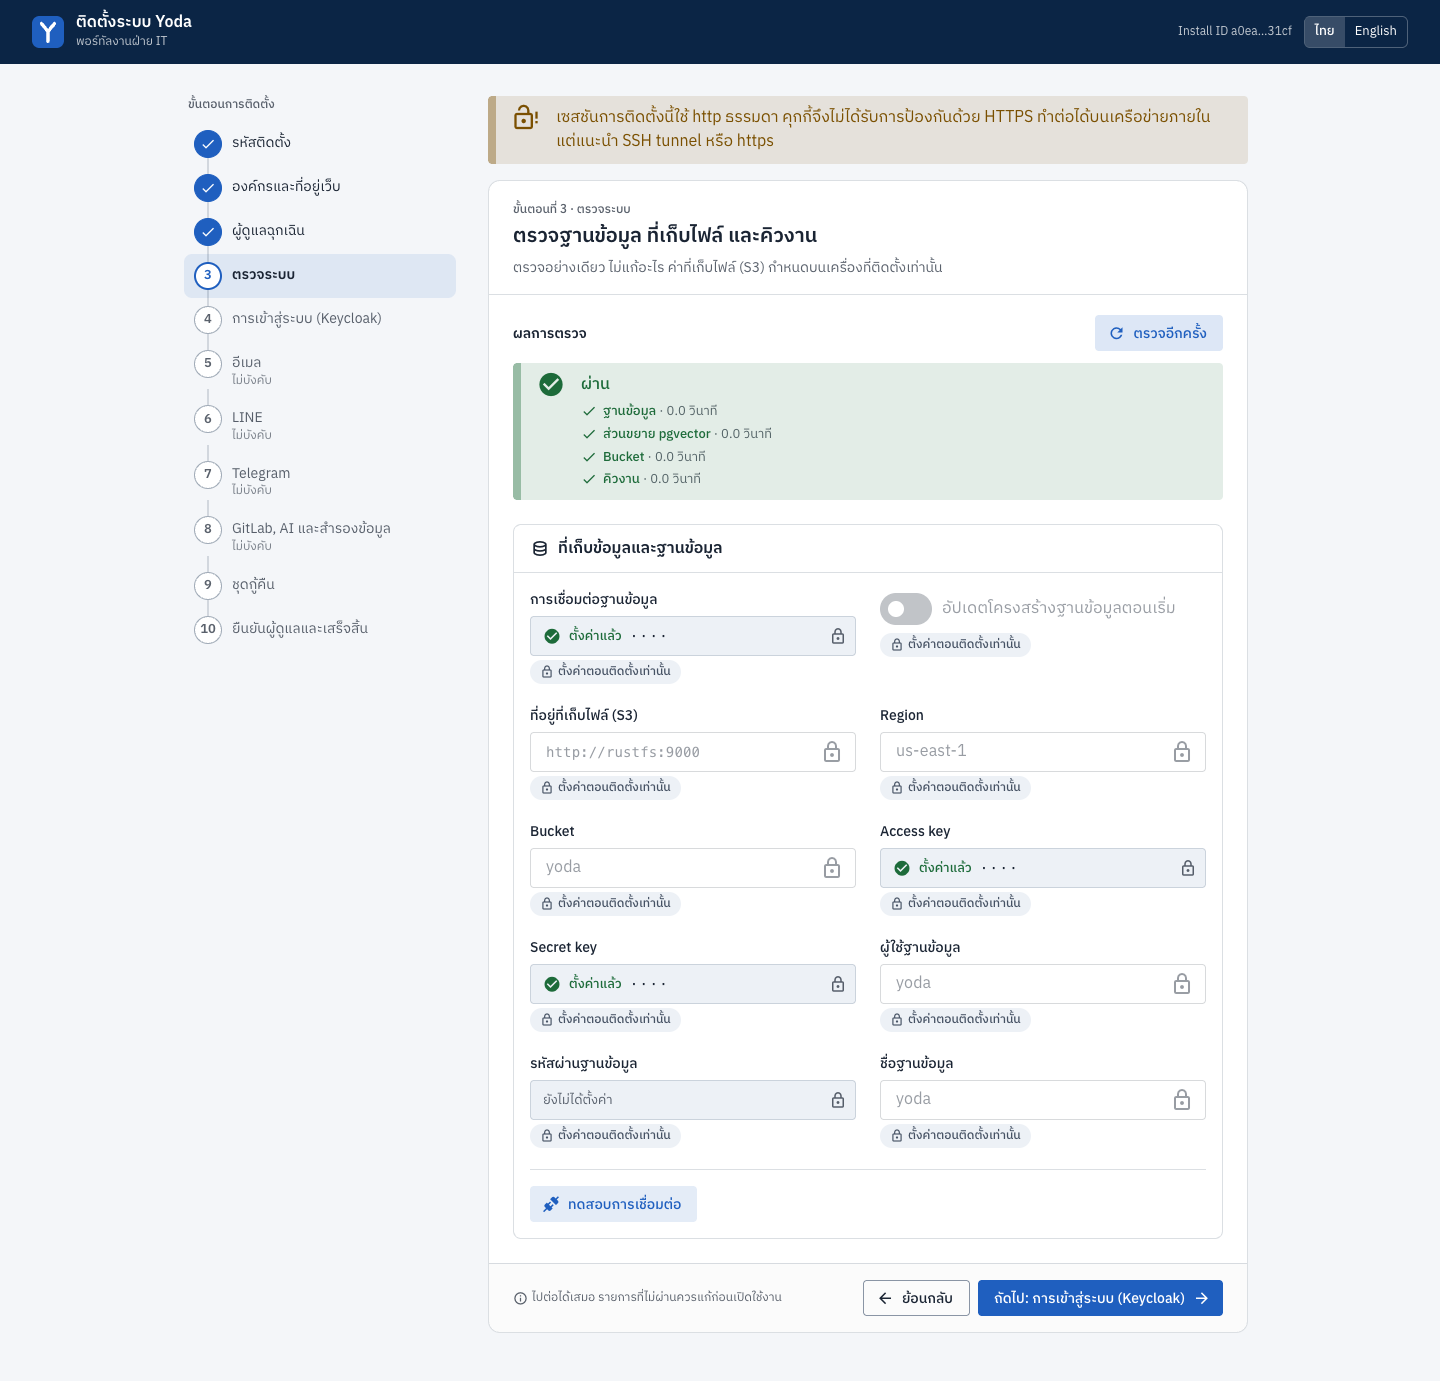 Y
ติดตั้งระบบ Yoda
พอร์ทัลงานฝ่าย IT
Install ID a0ea…31cf
ไทย
English
ขั้นตอนการติดตั้ง
รหัสติดตั้ง
องค์กรและที่อยู่เว็บ
ผู้ดูแลฉุกเฉิน
3 ตรวจระบบ
4 การเข้าสู่ระบบ (Keycloak)
5 อีเมล
ไม่บังคับ
6 LINE
ไม่บังคับ
7 Telegram
ไม่บังคับ
8 GitLab, AI และสำรองข้อมูล
ไม่บังคับ
9 ชุดกู้คืน
10 ยืนยันผู้ดูแลและเสร็จสิ้น
เซสชันการติดตั้งนี้ใช้ http ธรรมดา คุกกี้จึงไม่ได้รับการป้องกันด้วย HTTPS ทำต่อได้บนเครือข่ายภายใน
แต่แนะนำ SSH tunnel หรือ https
ขั้นตอนที่ 3 · ตรวจระบบ
ตรวจฐานข้อมูล ที่เก็บไฟล์ และคิวงาน
ตรวจอย่างเดียว ไม่แก้อะไร ค่าที่เก็บไฟล์ (S3) กำหนดบนเครื่องที่ติดตั้งเท่านั้น
ผลการตรวจ
ตรวจอีกครั้ง
ผ่าน
ฐานข้อมูล · 0.0 วินาที
ส่วนขยาย pgvector · 0.0 วินาที
Bucket · 0.0 วินาที
คิวงาน · 0.0 วินาที
ที่เก็บข้อมูลและฐานข้อมูล
การเชื่อมต่อฐานข้อมูล
ตั้งค่าแล้ว ····
ตั้งค่าตอนติดตั้งเท่านั้น
อัปเดตโครงสร้างฐานข้อมูลตอนเริ่ม
ตั้งค่าตอนติดตั้งเท่านั้น
ที่อยู่ที่เก็บไฟล์ (S3)
http://rustfs:9000
ตั้งค่าตอนติดตั้งเท่านั้น
Region
us-east-1
ตั้งค่าตอนติดตั้งเท่านั้น
Bucket
yoda
ตั้งค่าตอนติดตั้งเท่านั้น
Access key
ตั้งค่าแล้ว ····
ตั้งค่าตอนติดตั้งเท่านั้น
Secret key
ตั้งค่าแล้ว ····
ตั้งค่าตอนติดตั้งเท่านั้น
ผู้ใช้ฐานข้อมูล
yoda
ตั้งค่าตอนติดตั้งเท่านั้น
รหัสผ่านฐานข้อมูล
ยังไม่ได้ตั้งค่า
ตั้งค่าตอนติดตั้งเท่านั้น
ชื่อฐานข้อมูล
yoda
ตั้งค่าตอนติดตั้งเท่านั้น
ทดสอบการเชื่อมต่อ
ไปต่อได้เสมอ รายการที่ไม่ผ่านควรแก้ก่อนเปิดใช้งาน
ย้อนกลับ
ถัดไป: การเข้าสู่ระบบ (Keycloak)